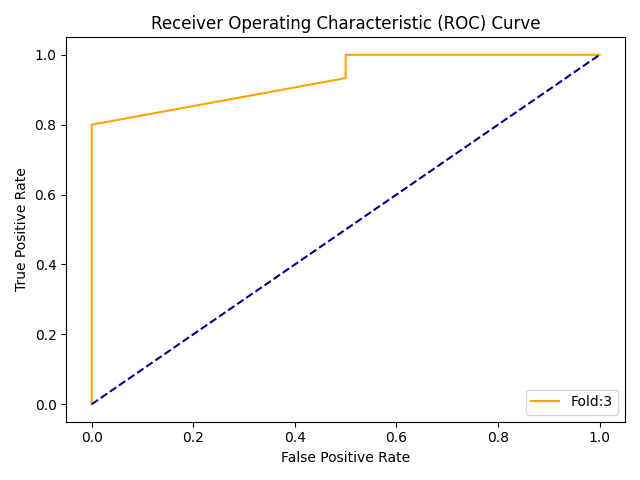 Receiver Operating Characteristic (ROC) Curve
1.0
0.8
0.6
0.4
0.2
0.0
True Positive Rate
0.0 0.2 0.4 0.6 0.8 1.0
False Positive Rate
Fold:3